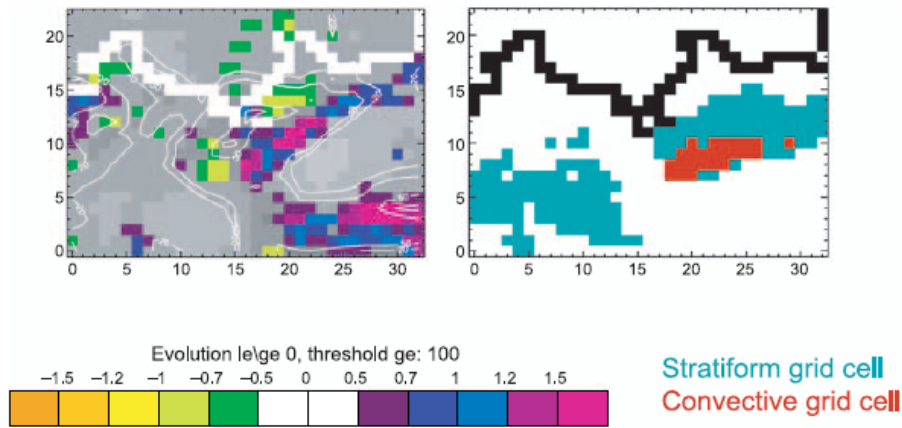 20
15
10
5
0
0 5 10 15 20 25 30
20
15
10
5
0
0 5 10 15 20 25 30
Evolution le\ge 0, threshold ge: 100
–1.5 –1.2 –1 –0.7 –0.5 0 0.5 0.7 1 1.2 1.5
Stratiform grid cell
Convective grid cell